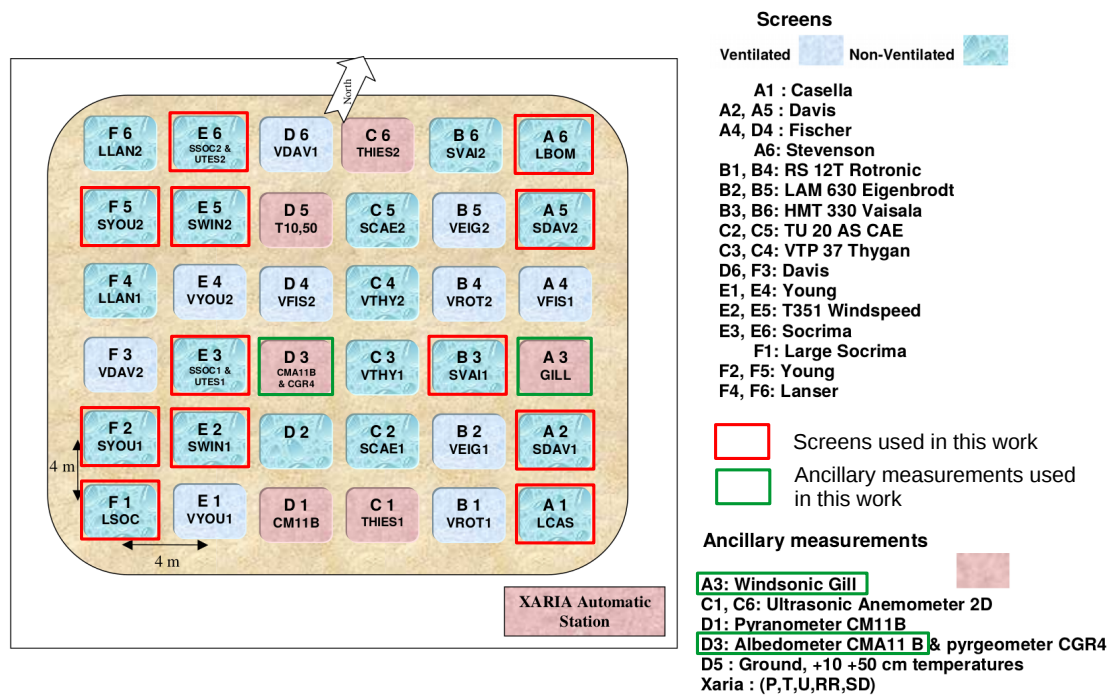 Screens
Ventilated Non-Ventilated
North
F 6 E 6 D 6 C 6 B 6 A 6
LLAN2 SSOC2 & UTES2 VDAV1 THIES2 SVAI2 LBOM
F 5 E 5 D 5 C 5 B 5 A 5
SYOU2 SWIN2 T10,50 SCAE2 VEIG2 SDAV2
F 4 E 4 D 4 C 4 B 4 A 4
LLAN1 VYOU2 VFIS2 VTHY2 VROT2 VFIS1
F 3 E 3 D 3 C 3 B 3 A 3
VDAV2 SSOC1 & UTES1 CMA11B & CGR4 VTHY1 SVAI1 GILL
F 2 E 2 D 2 C 2 B 2 A 2
SYOU1 SWIN1 SCAE1 VEIG1 SDAV1
4 m
F 1 E 1 D 1 C 1 B 1 A 1
LSOC VYOU1 CM11B THIES1 VROT1 LCAS
4 m
XARIA Automatic
Station
A1 : Casella
A2, A5 : Davis
A4, D4 : Fischer
A6: Stevenson
B1, B4: RS 12T Rotronic
B2, B5: LAM 630 Eigenbrodt
B3, B6: HMT 330 Vaisala
C2, C5: TU 20 AS CAE
C3, C4: VTP 37 Thygan
D6, F3: Davis
E1, E4: Young
E2, E5: T351 Windspeed
E3, E6: Socrima
F1: Large Socrima
F2, F5: Young
F4, F6: Lanser
Screens used in this work
Ancillary measurements used
in this work
Ancillary measurements
A3: Windsonic Gill
C1, C6: Ultrasonic Anemometer 2D
D1: Pyranometer CM11B
D3: Albedometer CMA11 B & pyrgeometer CGR4
D5 : Ground, +10 +50 cm temperatures
Xaria : (P,T,U,RR,SD)